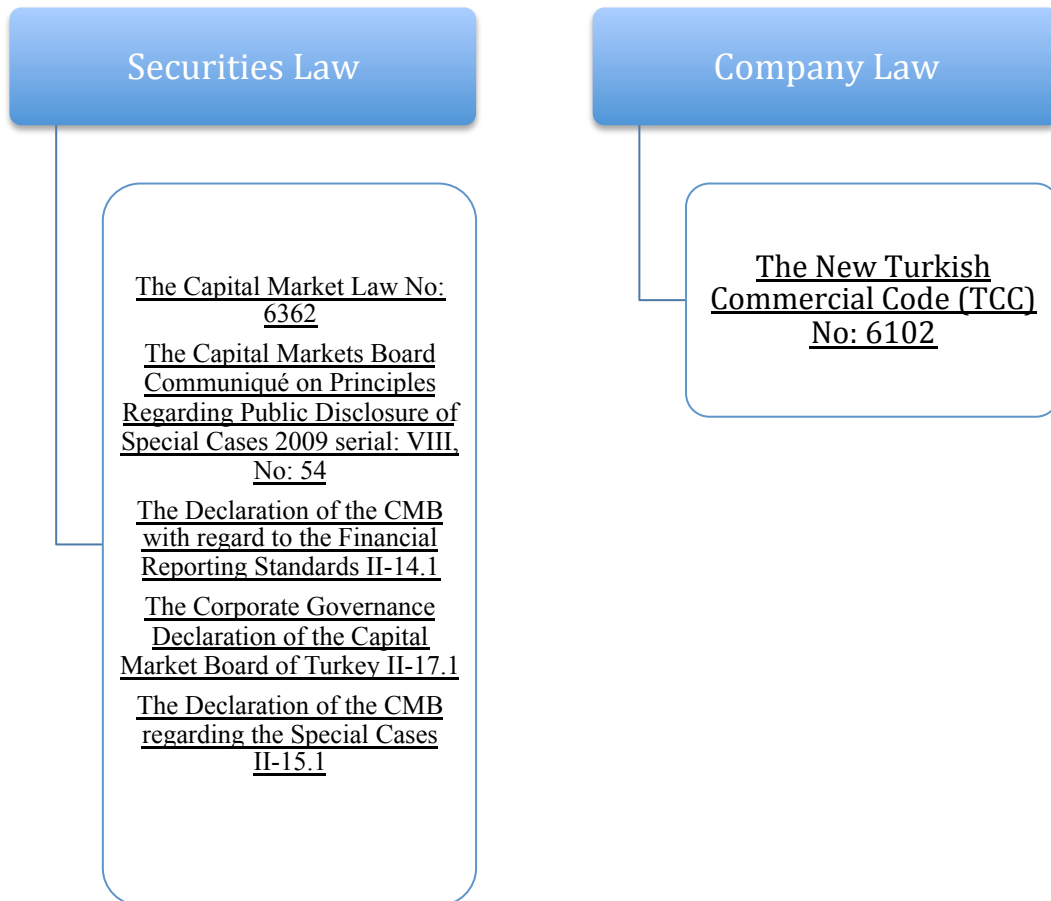 Securities Law
The Capital Market Law No:
6362
The Capital Markets Board
Communiqué on Principles
Regarding Public Disclosure of
Special Cases 2009 serial: VIII,
No: 54
The Declaration of the CMB
with regard to the Financial
Reporting Standards II-14.1
The Corporate Governance
Declaration of the Capital
Market Board of Turkey II-17.1
The Declaration of the CMB
regarding the Special Cases
II-15.1
Company Law
The New Turkish
Commercial Code (TCC)
No: 6102